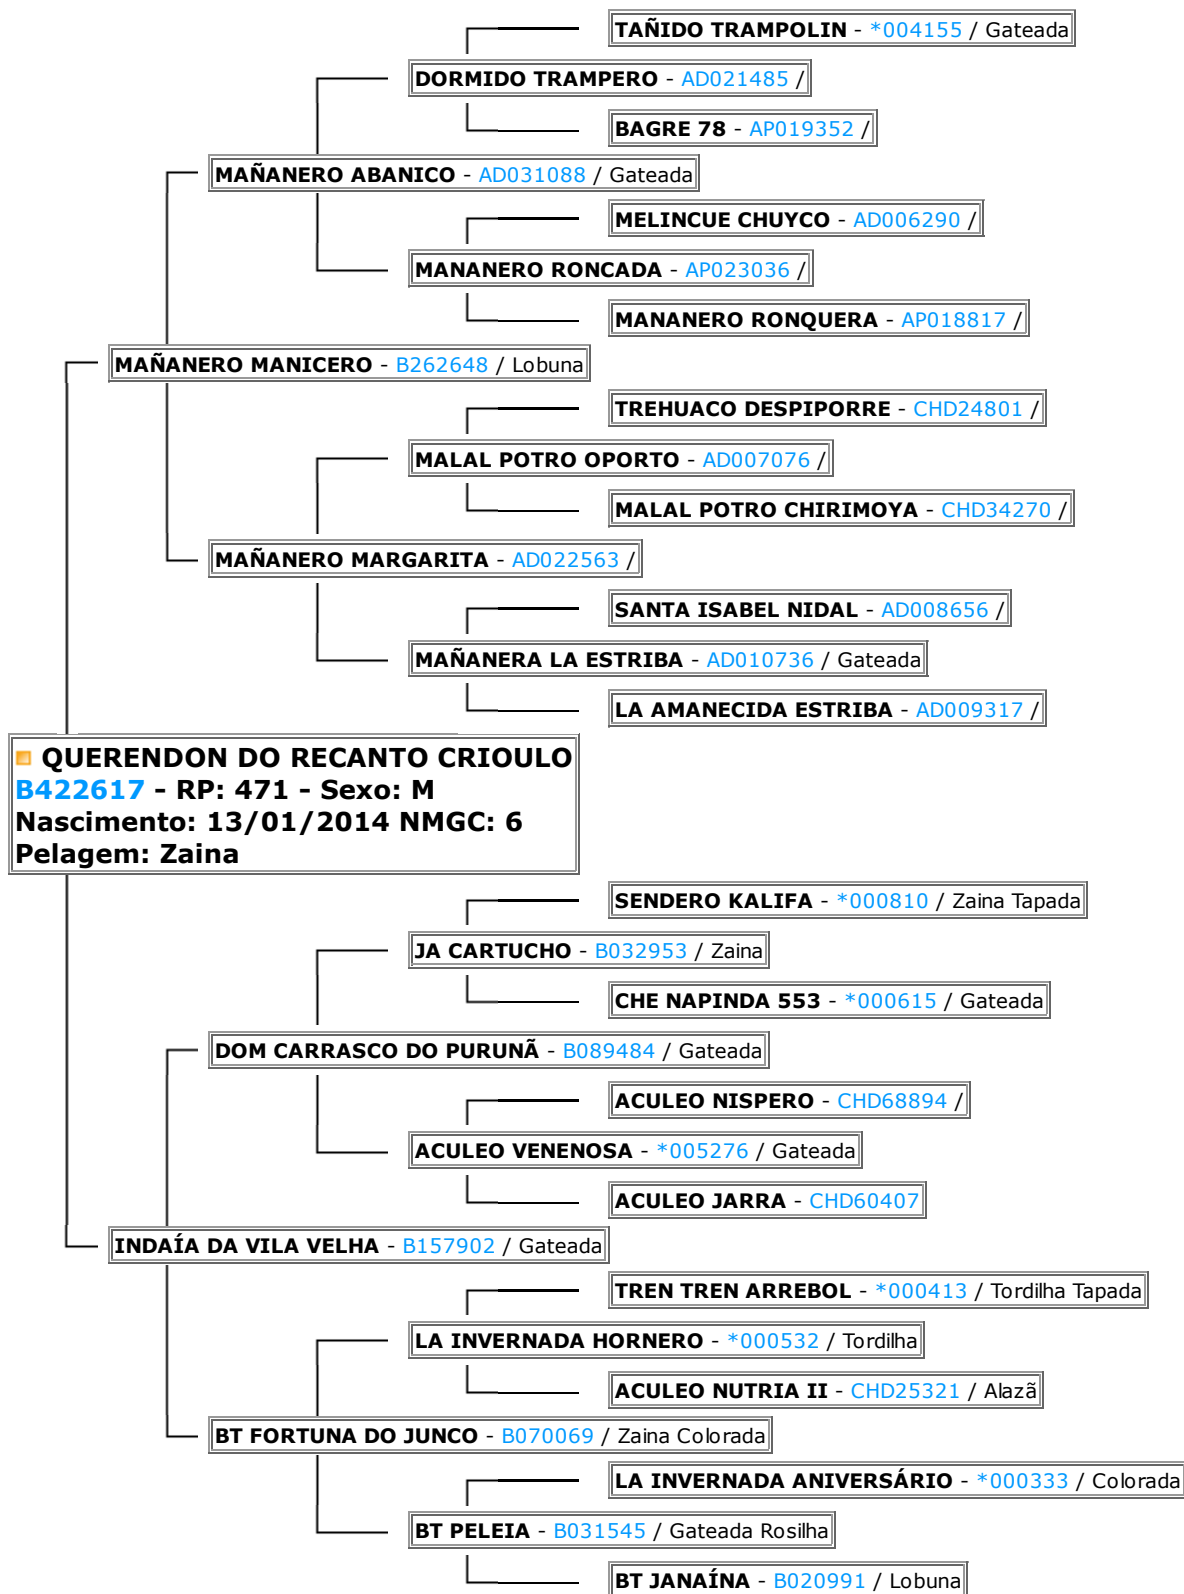 TAÑIDO TRAMPOLIN - *004155 / Gateada
DORMIDO TRAMPERO - AD021485 /
BAGRE 78 - AP019352 /
MAÑANERO ABANICO - AD031088 / Gateada
MELINCUE CHUYCO - AD006290 /
MANANERO RONCADA - AP023036 /
MANANERO RONQUERA - AP018817 /
MAÑANERO MANICERO - B262648 / Lobuna
TREHUACO DESPIPORRE - CHD24801 /
MALAL POTRO OPORTO - AD007076 /
MALAL POTRO CHIRIMOYA - CHD34270 /
MAÑANERO MARGARITA - AD022563 /
SANTA ISABEL NIDAL - AD008656 /
MAÑANERA LA ESTRIBA - AD010736 / Gateada
LA AMANECIDA ESTRIBA - AD009317 /
QUERENDON DO RECANTO CRIOULO
B422617 - RP: 471 - Sexo: M
Nascimento: 13/01/2014 NMGC: 6
Pelagem: Zaina
SENDERO KALIFA - *000810 / Zaina Tapada
JA CARTUCHO - B032953 / Zaina
CHE NAPINDA 553 - *000615 / Gateada
DOM CARRASCO DO PURUNÃ - B089484 / Gateada
ACULEO NISPERO - CHD68894 /
ACULEO VENENOSA - *005276 / Gateada
ACULEO JARRA - CHD60407
INDAÍA DA VILA VELHA - B157902 / Gateada
TREN TREN ARREBOL - *000413 / Tordilha Tapada
LA INVERNADA HORNERO - *000532 / Tordilha
ACULEO NUTRIA II - CHD25321 / Alazã
BT FORTUNA DO JUNCO - B070069 / Zaina Colorada
LA INVERNADA ANIVERSÁRIO - *000333 / Colorada
BT PELEIA - B031545 / Gateada Rosilha
BT JANAÍNA - B020991 / Lobuna